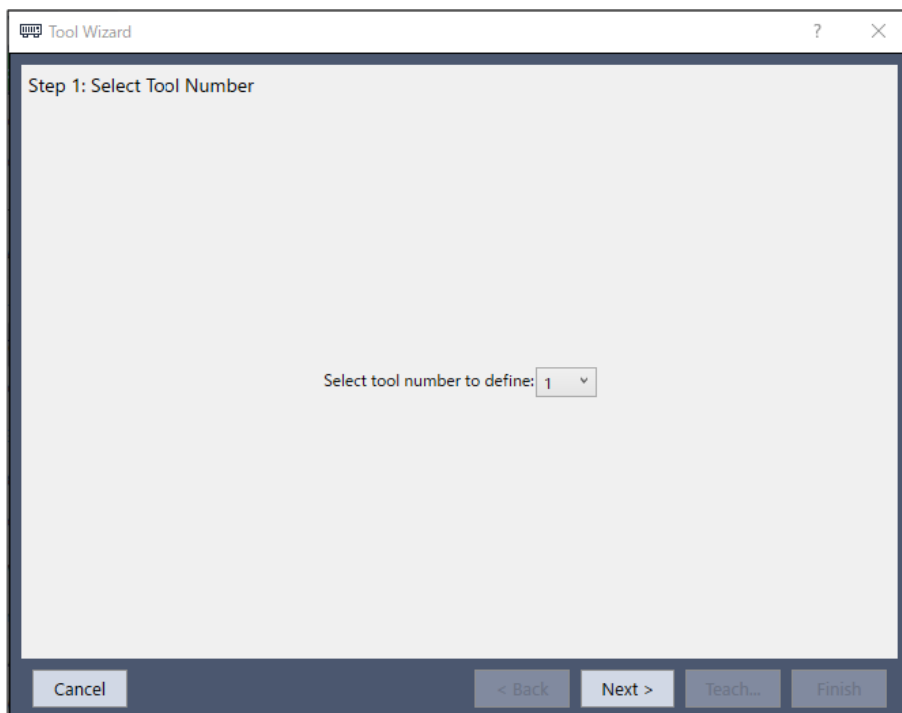 Tool Wizard
?
Step 1: Select Tool Number
Select tool number to define: 1
Cancel
< Back
Next >
Teach...
Finish